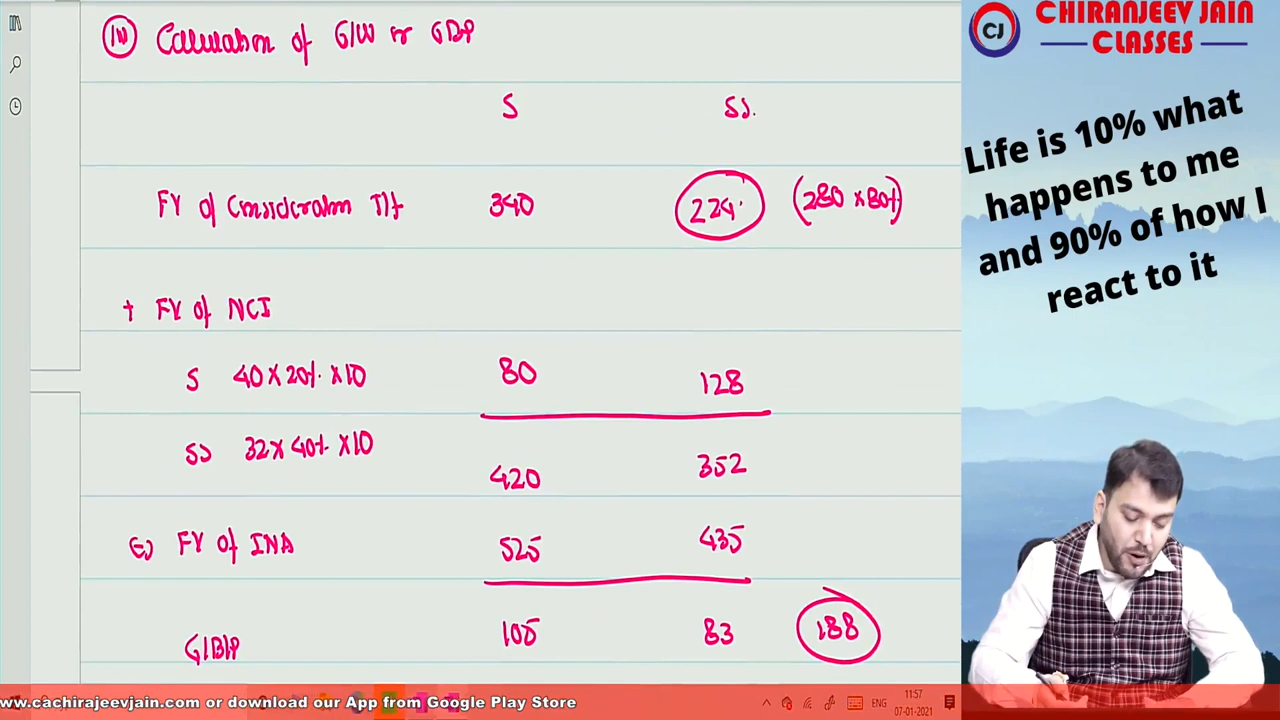 (IV) Calculation of G/W or GBP
S SS.
FV of Consideration T/f 340 224 (280 x 80%)
+ FV of NCI
S 40 x 20% x 10 80 128
SS 32 x 40% x 10
420 352
(-) FV of INA 525 435
G/B/P 105 83 188
CJ
CHIRANJEEV JAIN
CLASSES
Life is 10% what
happens to me
and 90% of how I
react to it
ww.cachirajeevjain.com or download our App from Google Play Store
ENG
11:57
07-01-2021